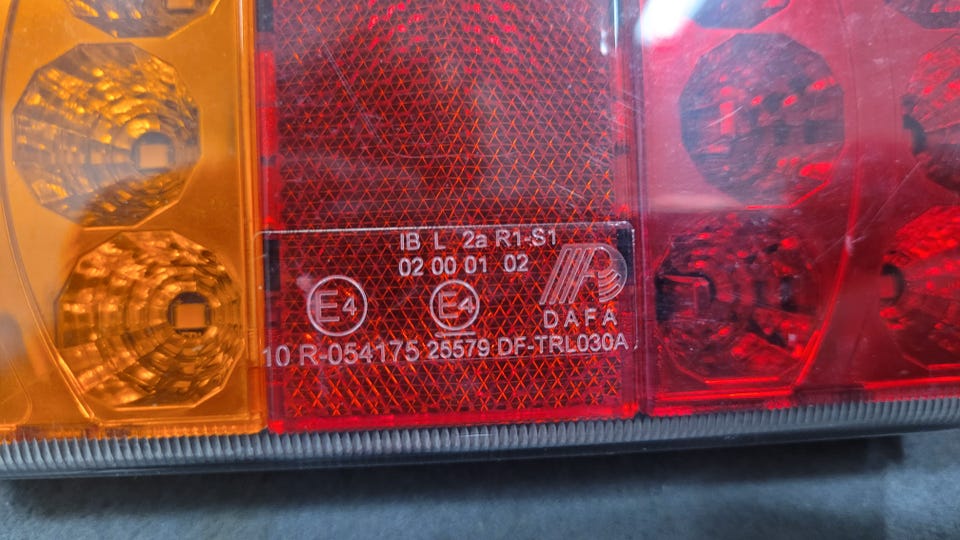 IB L 2a R1-S1
02 00 01 02
E4 E4
DAFA
10 R-054175 25579 DF-TRL030A